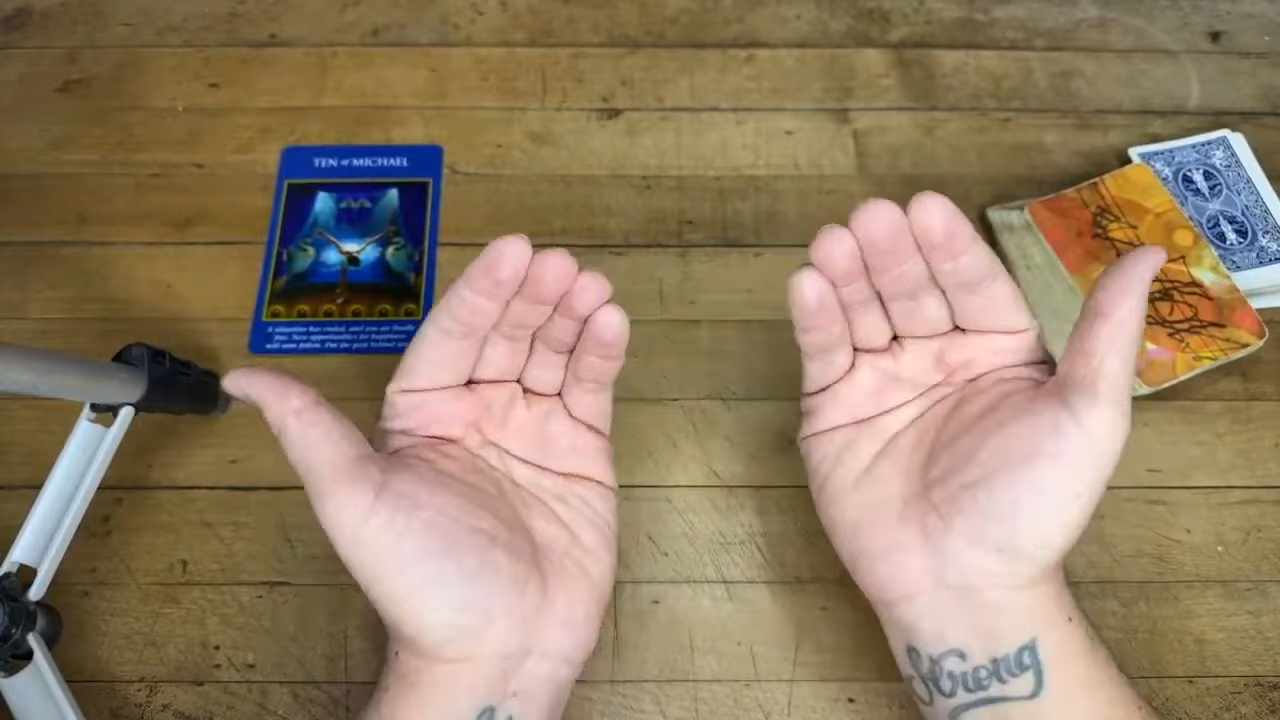 TEN of MICHAEL
A situation has ended, and you are finally
free. New opportunities for happiness
will soon follow. Put the past behind
Strong